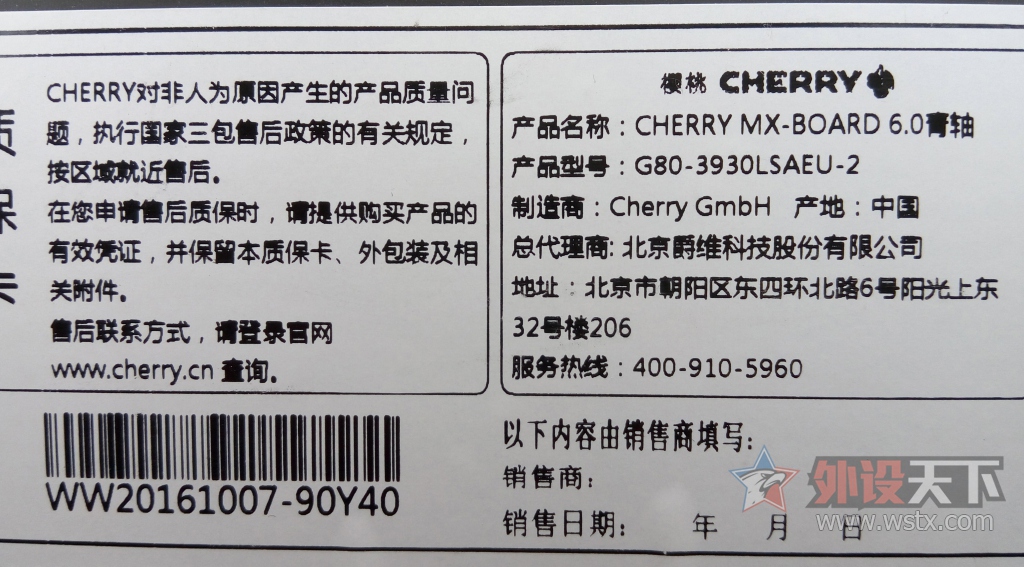 质
保
卡
CHERRY对非人为原因产生的产品质量问
题，执行国家三包售后政策的有关规定，
按区域就近售后。
在您申请售后质保时，请提供购买产品的
有效凭证，并保留本质保卡、外包装及相
关附件。
售后联系方式，请登录官网
www.cherry.cn 查询。
WW20161007-90Y40
樱桃 CHERRY
产品名称：CHERRY MX-BOARD 6.0青轴
产品型号：G80-3930LSAEU-2
制造商：Cherry GmbH 产地：中国
总代理商: 北京爵维科技股份有限公司
地址：北京市朝阳区东四环北路6号阳光上东
32号楼206
服务热线：400-910-5960
以下内容由销售商填写:
销售商:
销售日期: 年 月 日
外设天下
www.wstx.com